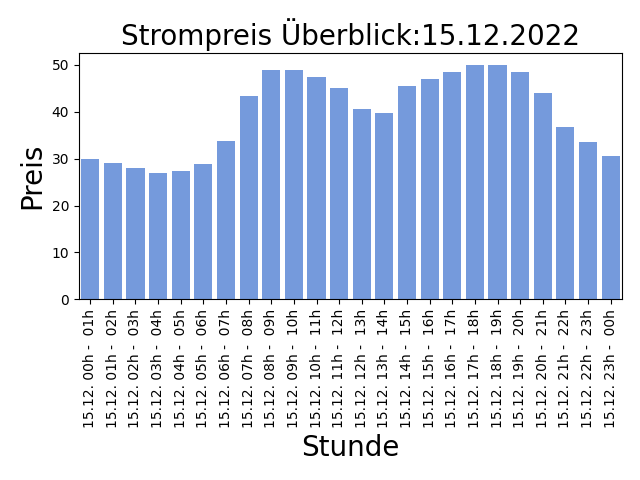 Strompreis Überblick:15.12.2022
Preis
50
40
30
20
10
0
15.12. 00h - 01h
15.12. 01h - 02h
15.12. 02h - 03h
15.12. 03h - 04h
15.12. 04h - 05h
15.12. 05h - 06h
15.12. 06h - 07h
15.12. 07h - 08h
15.12. 08h - 09h
15.12. 09h - 10h
15.12. 10h - 11h
15.12. 11h - 12h
15.12. 12h - 13h
15.12. 13h - 14h
15.12. 14h - 15h
15.12. 15h - 16h
15.12. 16h - 17h
15.12. 17h - 18h
15.12. 18h - 19h
15.12. 19h - 20h
15.12. 20h - 21h
15.12. 21h - 22h
15.12. 22h - 23h
15.12. 23h - 00h
Stunde